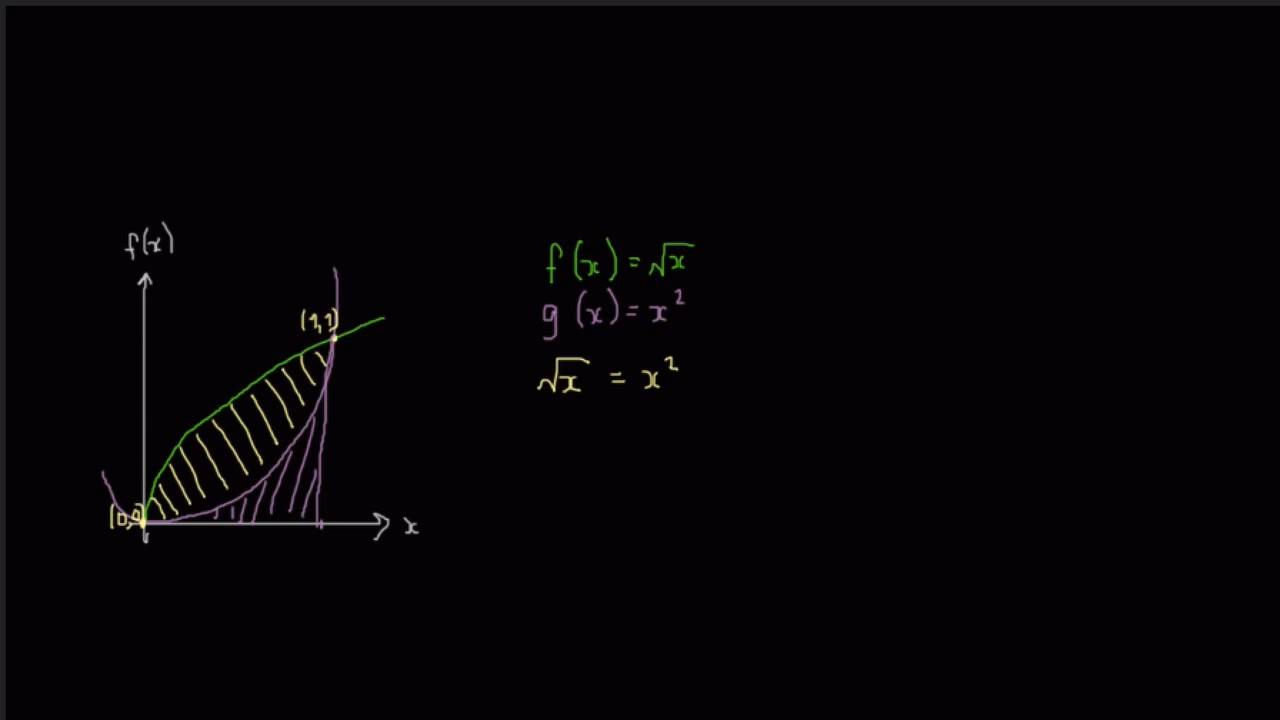 f(x)
(1,1)
(0,0)
x
f(x) = √x
g(x) = x²
√x = x²